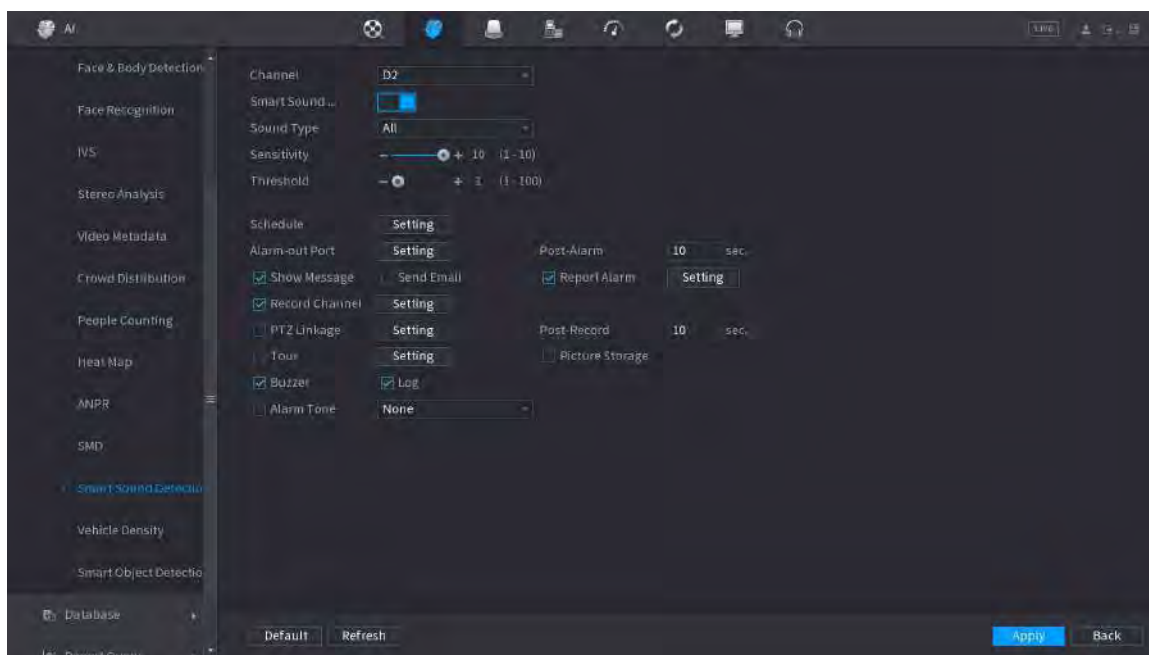 AI
LIVE
Face & Body Detection
Face Recognition
IVS
Stereo Analysis
Video Metadata
Crowd Distribution
People Counting
Heat Map
ANPR
SMD
Smart Sound Detectio
Vehicle Density
Smart Object Detectio
Database
Channel D2
Smart Sound ...
Sound Type All
Sensitivity - + 10 (1 - 10)
Threshold - + (1 - 100)
Schedule Setting
Alarm-out Port Setting Post-Alarm 10 sec.
Show Message Send Email Report Alarm Setting
Record Channel Setting
PTZ Linkage Setting Post-Record 10 sec.
Tour Setting Picture Storage
Buzzer Log
Alarm Tone None
Default Refresh Apply Back